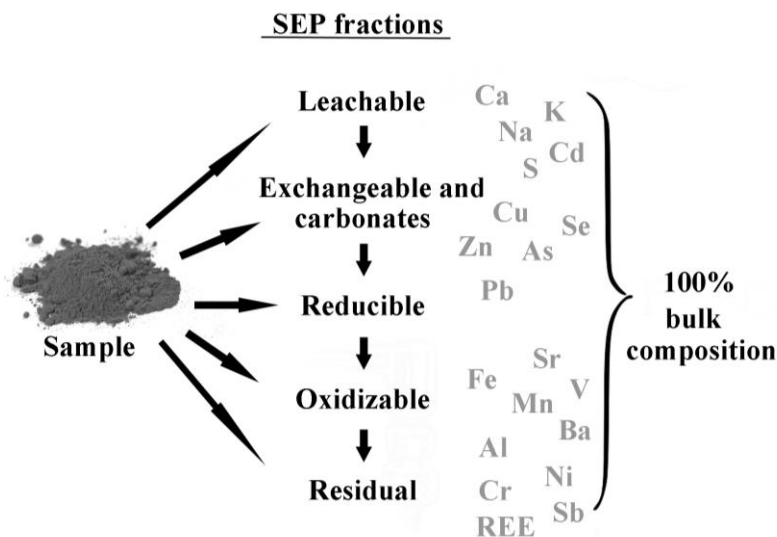 SEP fractions
Leachable
Exchangeable and
carbonates
Reducible
Oxidizable
Residual
Sample
Ca
K
Na
Cd
S
Cu
Se
Zn
As
Pb
Sr
Fe
V
Mn
Ba
Al
Ni
Cr
Sb
REE
100%
bulk
composition